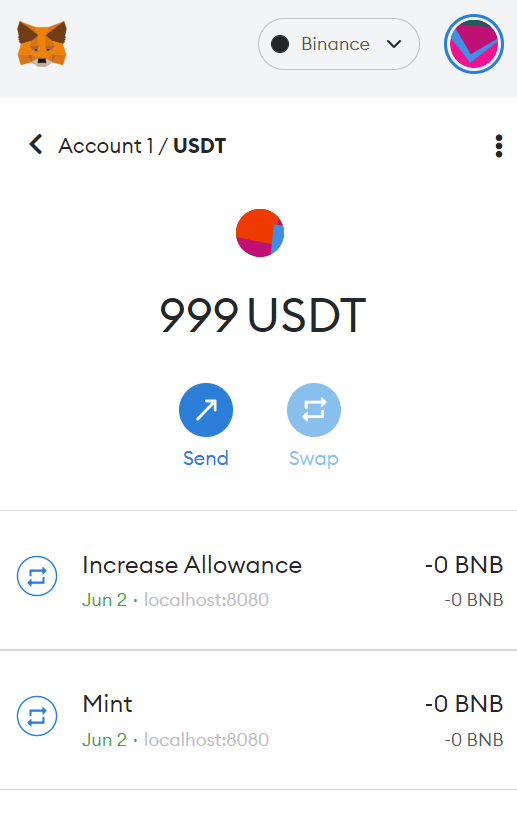 Binance
Account 1 / USDT
999 USDT
Send Swap
Increase Allowance -0 BNB
Jun 2 · localhost:8080 -0 BNB
Mint -0 BNB
Jun 2 · localhost:8080 -0 BNB